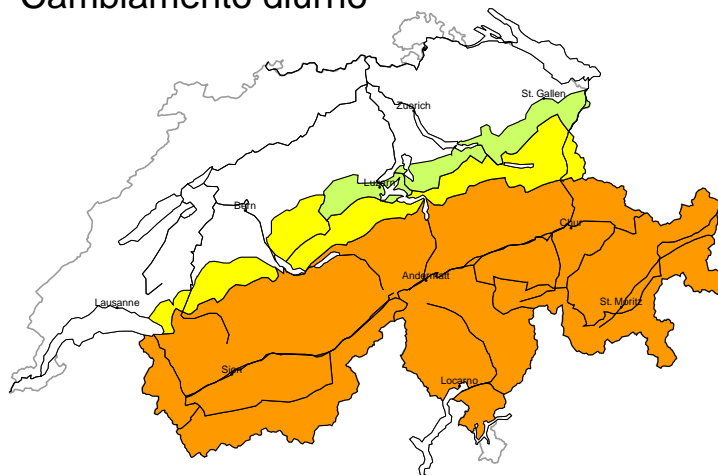 Cambiamento diurno
St. Gallen
Zuerich
Luzern
Bern
Chur
Andermatt
Lausanne
St. Moritz
Sion
Locarno